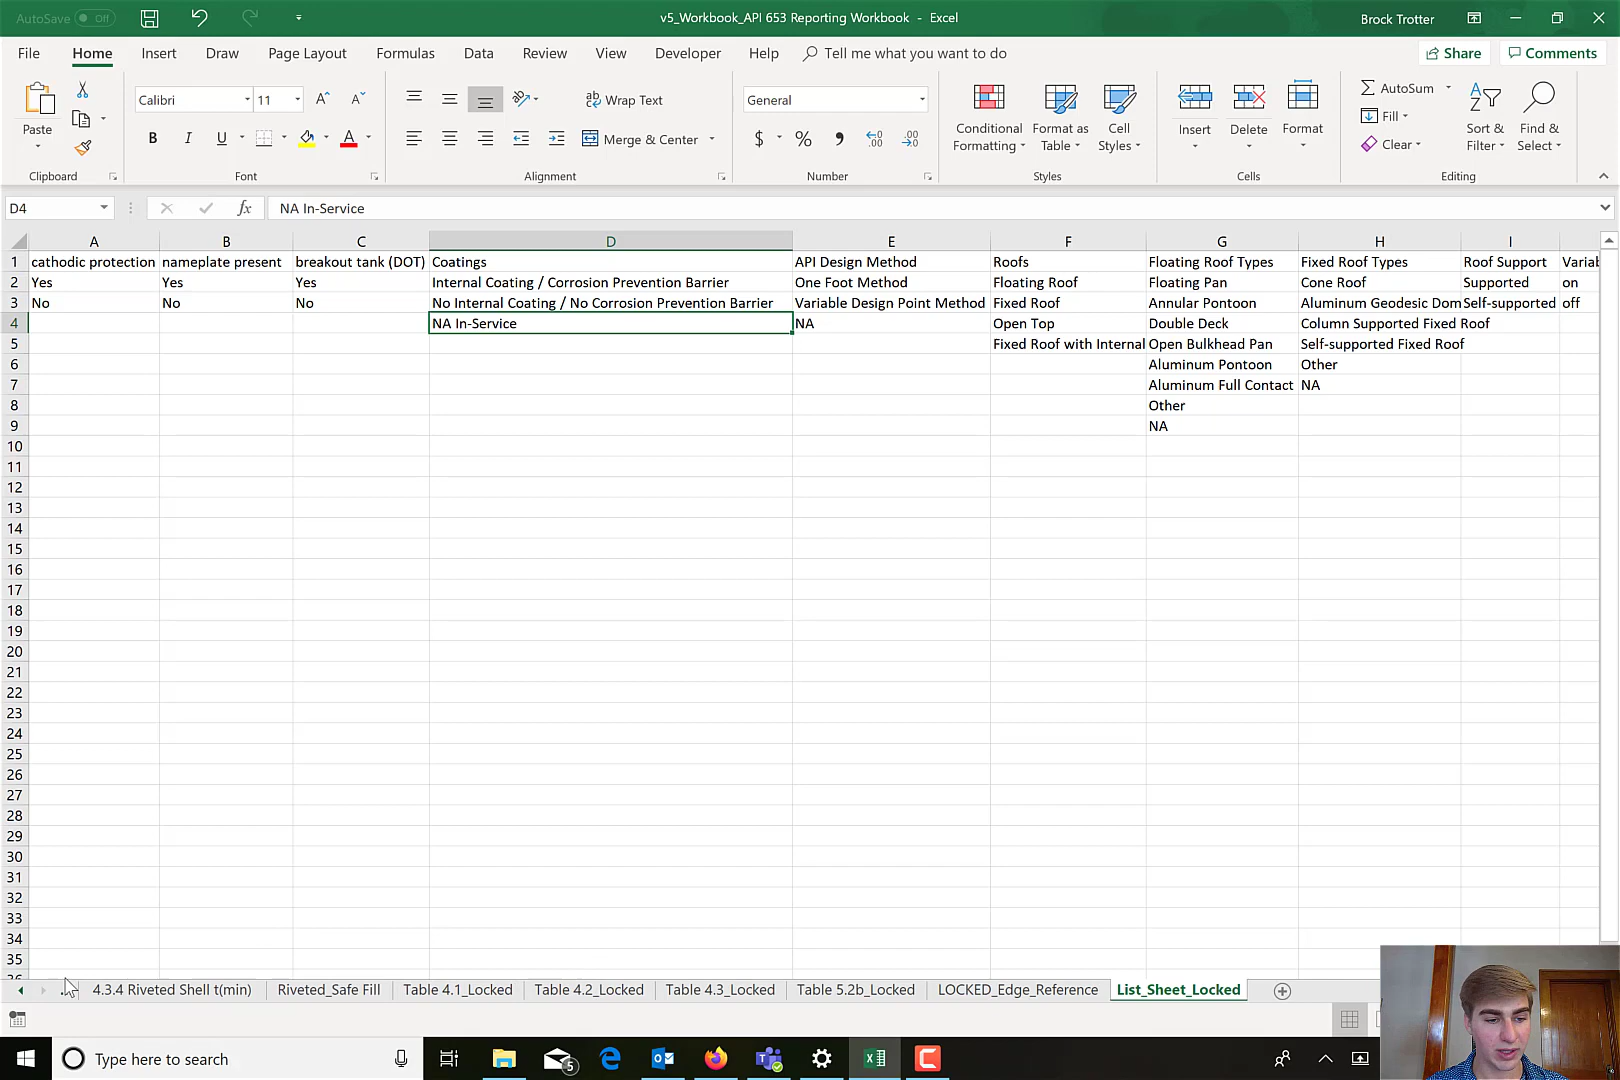 AutoSave Off
v5_Workbook_API 653 Reporting Workbook - Excel
Brock Trotter
File Home Insert Draw Page Layout Formulas Data Review View Developer Help Tell me what you want to do Share Comments
Paste
Clipboard
Calibri 11
B I U
Font
Wrap Text
Merge & Center
Alignment
General
$ % , .00
Number
Conditional Formatting
Format as Table
Cell Styles
Styles
Insert Delete Format
Cells
AutoSum
Fill
Clear
Sort & Filter
Find & Select
Editing
D4 fx NA In-Service
A B C D E F G H I
1 cathodic protection nameplate present breakout tank (DOT) Coatings API Design Method Roofs Floating Roof Types Fixed Roof Types Roof Support Variab
2 Yes Yes Yes Internal Coating / Corrosion Prevention Barrier One Foot Method Floating Roof Floating Pan Cone Roof Supported on
3 No No No No Internal Coating / No Corrosion Prevention Barrier Variable Design Point Method Fixed Roof Annular Pontoon Aluminum Geodesic Dom Self-supported off
4 NA In-Service NA Open Top Double Deck Column Supported Fixed Roof
5 Fixed Roof with Internal Open Bulkhead Pan Self-supported Fixed Roof
6 Aluminum Pontoon Other
7 Aluminum Full Contact NA
8 Other
9 NA
10
11
12
13
14
15
16
17
18
19
20
21
22
23
24
25
26
27
28
29
30
31
32
33
34
35
36
... 4.3.4 Riveted Shell t(min) Riveted_Safe Fill Table 4.1_Locked Table 4.2_Locked Table 4.3_Locked Table 5.2b_Locked LOCKED_Edge_Reference List_Sheet_Locked
Type here to search 5